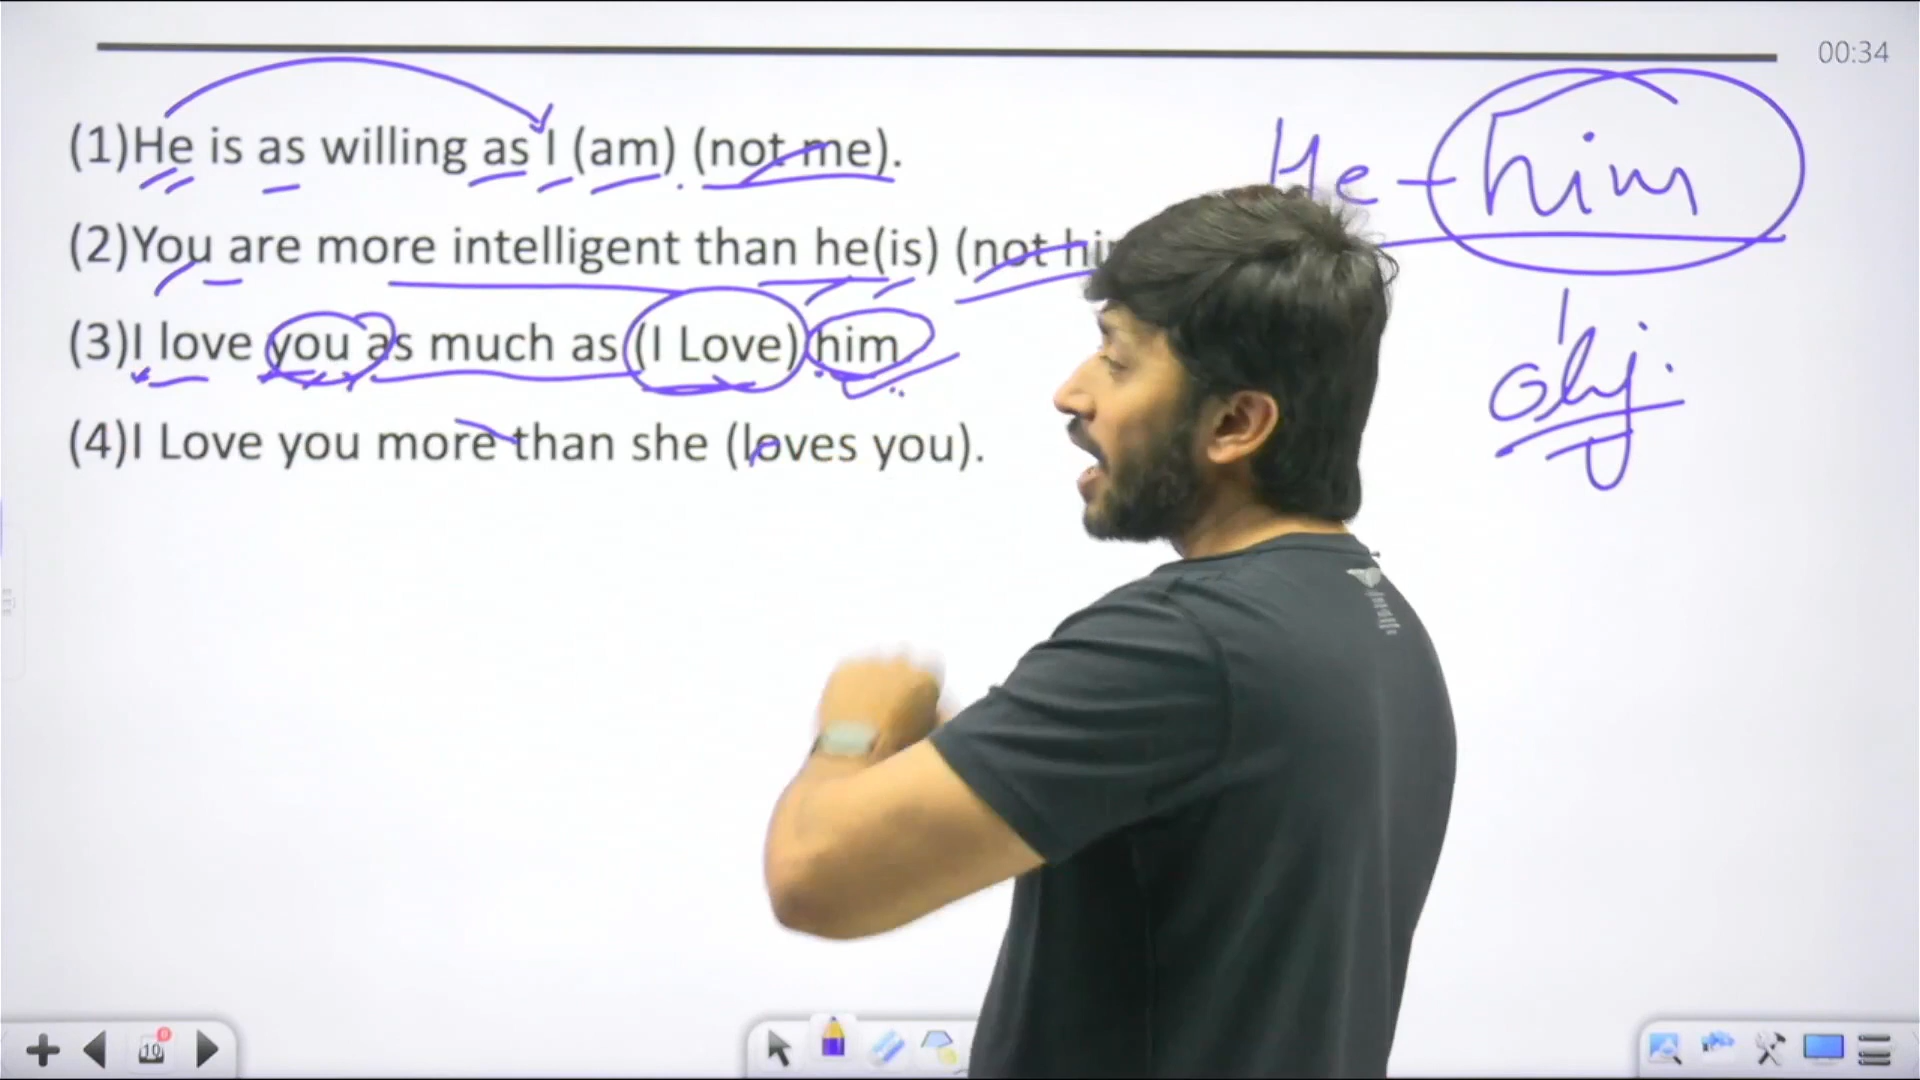 00:34
(1)He is as willing as I (am) (not me).
He - him
(2)You are more intelligent than he(is) (not
(3)I love you as much as (I Love) him.
obj.
(4)I Love you more than she (loves you).
10